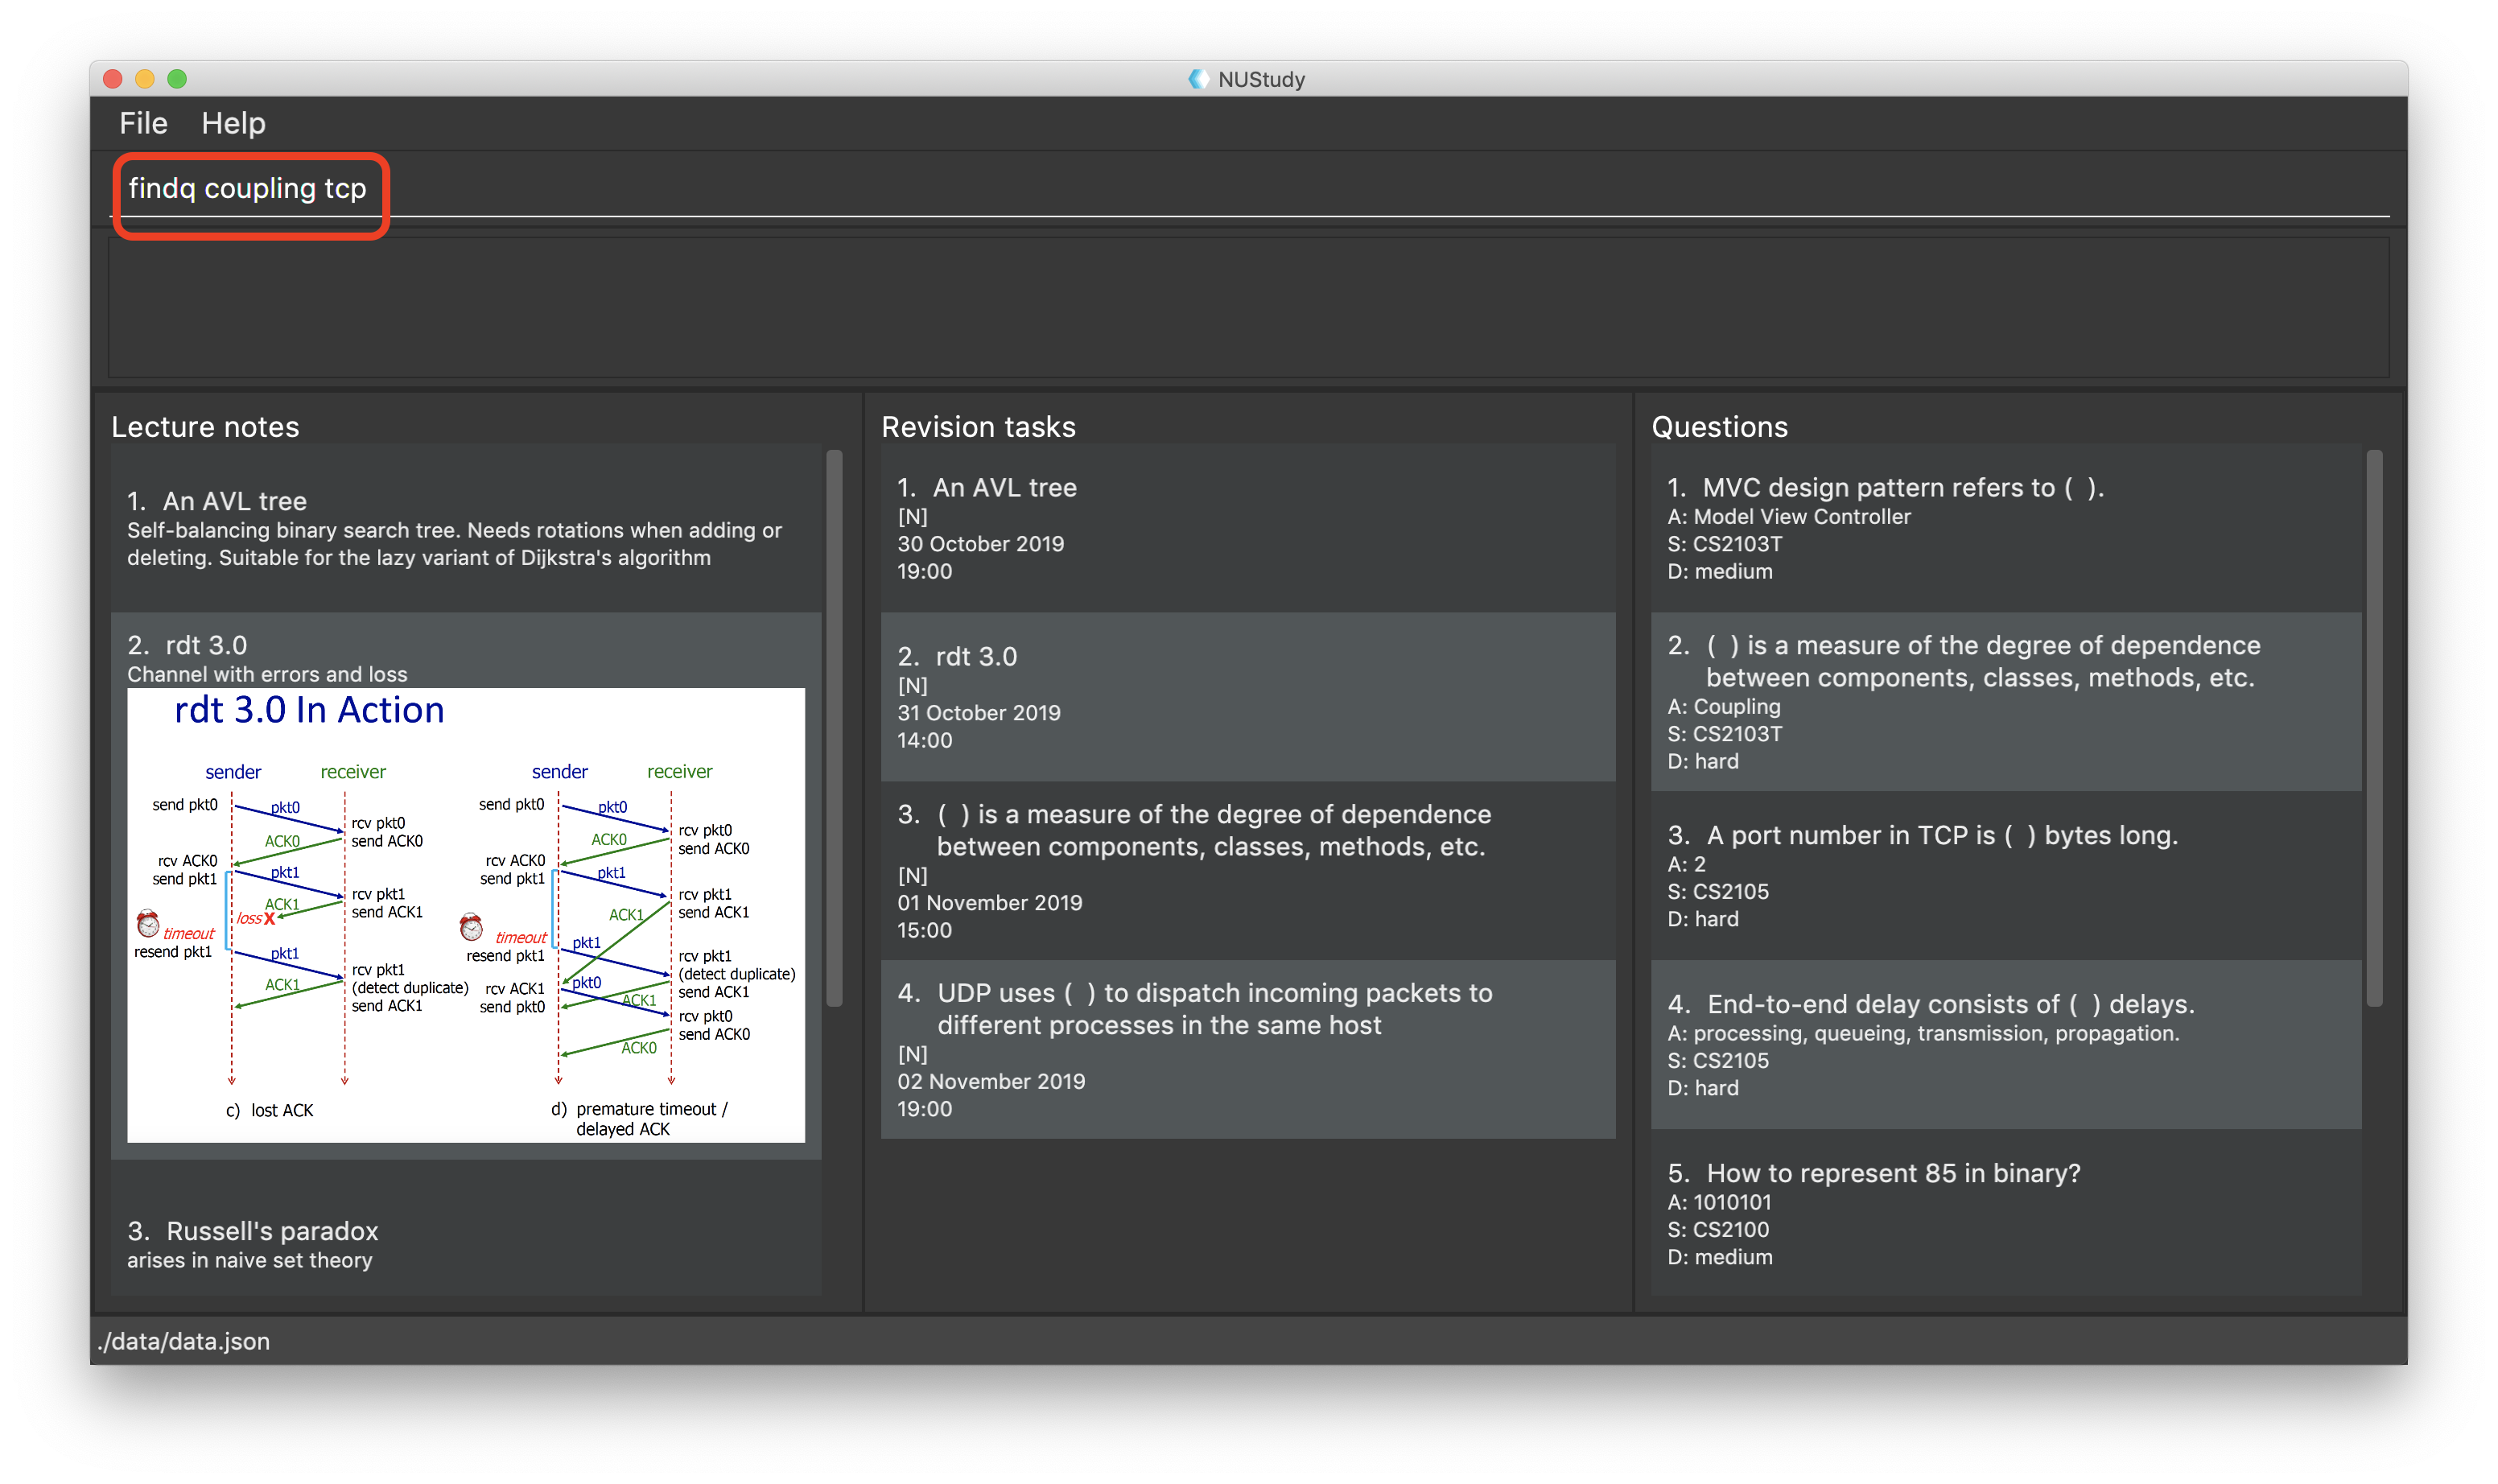 NUStudy
File Help
findq coupling tcp
Lecture notes
1. An AVL tree
Self-balancing binary search tree. Needs rotations when adding or
deleting. Suitable for the lazy variant of Dijkstra's algorithm
2. rdt 3.0
Channel with errors and loss
rdt 3.0 In Action
sender receiver
send pkt0
pkt0
rcv pkt0
send ACK0
ACK0
rcv ACK0
send pkt1
pkt1
rcv pkt1
send ACK1
ACK1
loss X
timeout
resend pkt1
pkt1
rcv pkt1
(detect duplicate)
send ACK1
ACK1
c) lost ACK
sender receiver
send pkt0
pkt0
rcv pkt0
send ACK0
ACK0
rcv ACK0
send pkt1
pkt1
rcv pkt1
send ACK1
ACK1
timeout
resend pkt1
pkt1
rcv pkt1
(detect duplicate)
send ACK1
rcv ACK1
send pkt0
pkt0
ACK1
rcv pkt0
send ACK0
ACK0
d) premature timeout /
delayed ACK
3. Russell's paradox
arises in naive set theory
Revision tasks
1. An AVL tree
[N]
30 October 2019
19:00
2. rdt 3.0
[N]
31 October 2019
14:00
3. ( ) is a measure of the degree of dependence
between components, classes, methods, etc.
[N]
01 November 2019
15:00
4. UDP uses ( ) to dispatch incoming packets to
different processes in the same host
[N]
02 November 2019
19:00
Questions
1. MVC design pattern refers to ( ).
A: Model View Controller
S: CS2103T
D: medium
2. ( ) is a measure of the degree of dependence
between components, classes, methods, etc.
A: Coupling
S: CS2103T
D: hard
3. A port number in TCP is ( ) bytes long.
A: 2
S: CS2105
D: hard
4. End-to-end delay consists of ( ) delays.
A: processing, queueing, transmission, propagation.
S: CS2105
D: hard
5. How to represent 85 in binary?
A: 1010101
S: CS2100
D: medium
./data/data.json